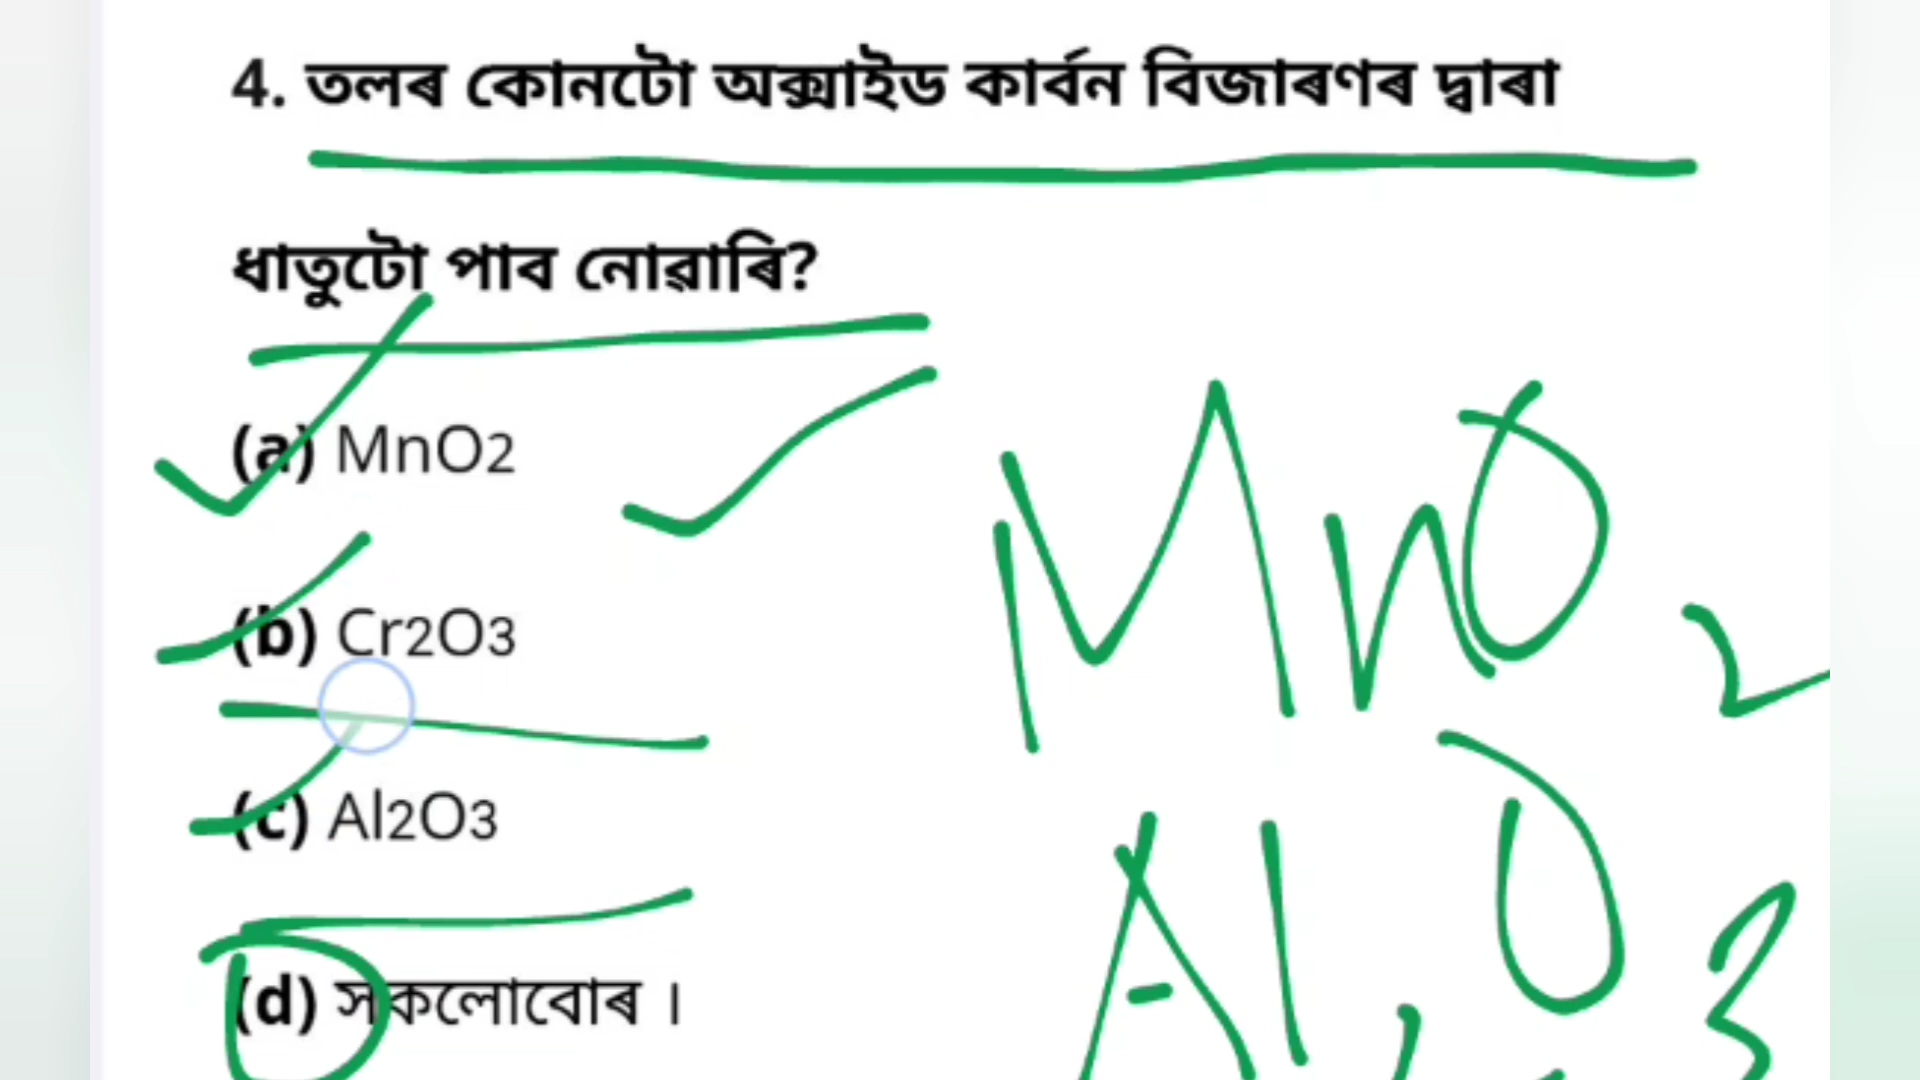 4. তলৰ কোনটো অক্সাইড কাৰ্বন বিজাৰণৰ দ্বাৰা
ধাতুটো পাব নোৱাৰি?
(a) MnO2
(b) Cr2O3
(c) Al2O3
(d) সকলোবোৰ ।
MnO2
Al2O3